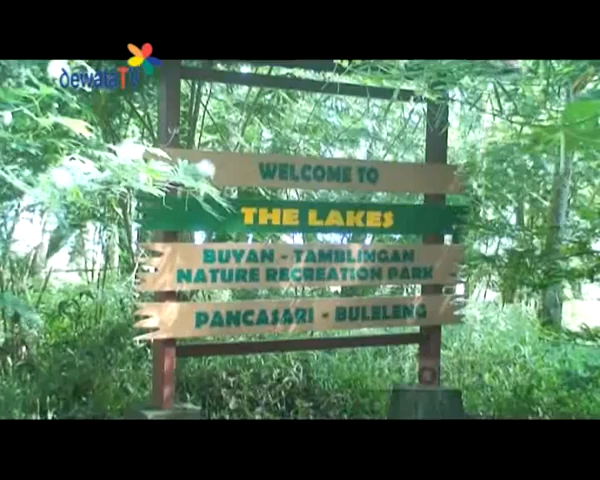 dewataTV
WELCOME TO
THE LAKES
BUYAN - TAMBLINGAN
NATURE RECREATION PARK
PANCASARI - BULELENG